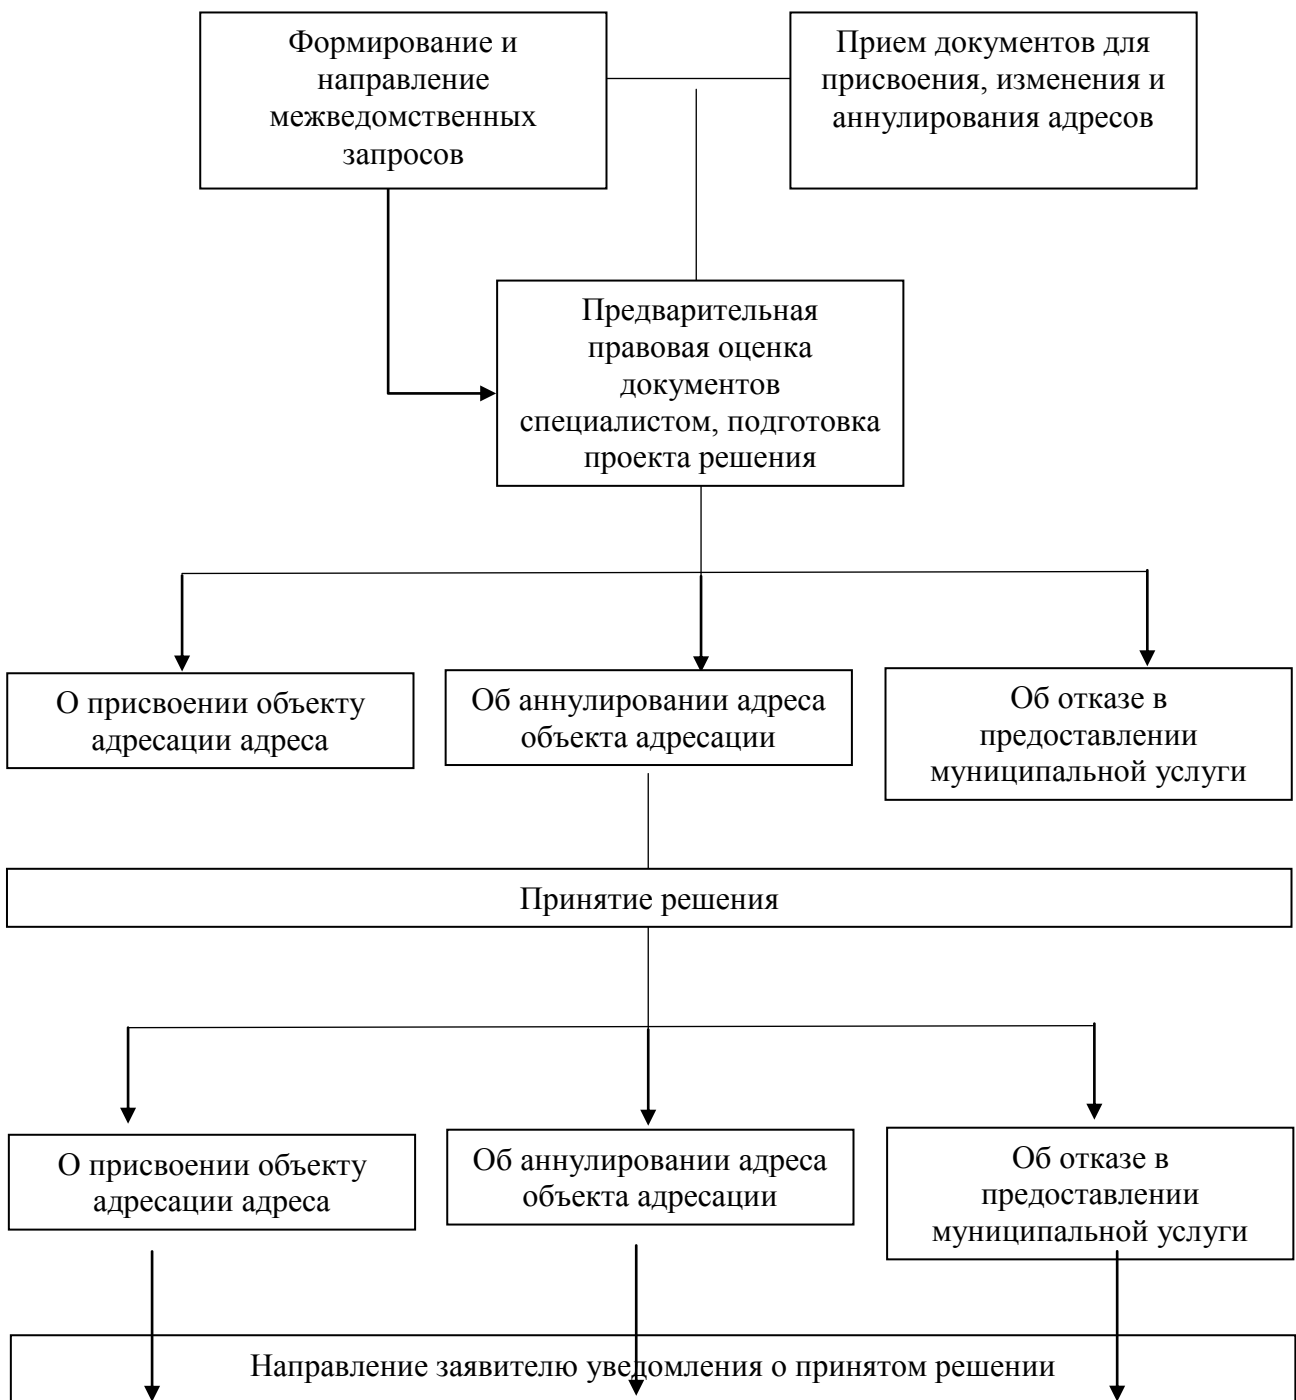 Формирование и
направление
межведомственных
запросов
Прием документов для
присвоения, изменения и
аннулирования адресов
Предварительная
правовая оценка
документов
специалистом, подготовка
проекта решения
О присвоении объекту
адресации адреса
Об аннулировании адреса
объекта адресации
Об отказе в
предоставлении
муниципальной услуги
Принятие решения
О присвоении объекту
адресации адреса
Об аннулировании адреса
объекта адресации
Об отказе в
предоставлении
муниципальной услуги
Направление заявителю уведомления о принятом решении